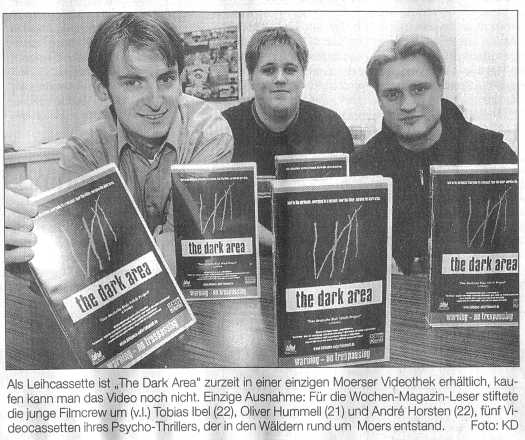 the dark area
the dark area
warning - no trespassing
the dark area
warning - no trespassing
the dark area
warning - no trespassing
Als Leihcassette ist „The Dark Area" zurzeit in einer einzigen Moerser Videothek erhältlich, kau-
fen kann man das Video noch nicht. Einzige Ausnahme: Für die Wochen-Magazin-Leser stiftete
die junge Filmcrew um (v.l.) Tobias Ibel (22), Oliver Hummell (21) und André Horsten (22), fünf Vi-
deocassetten ihres Psycho-Thrillers, der in den Wäldern rund um Moers entstand. Foto: KD